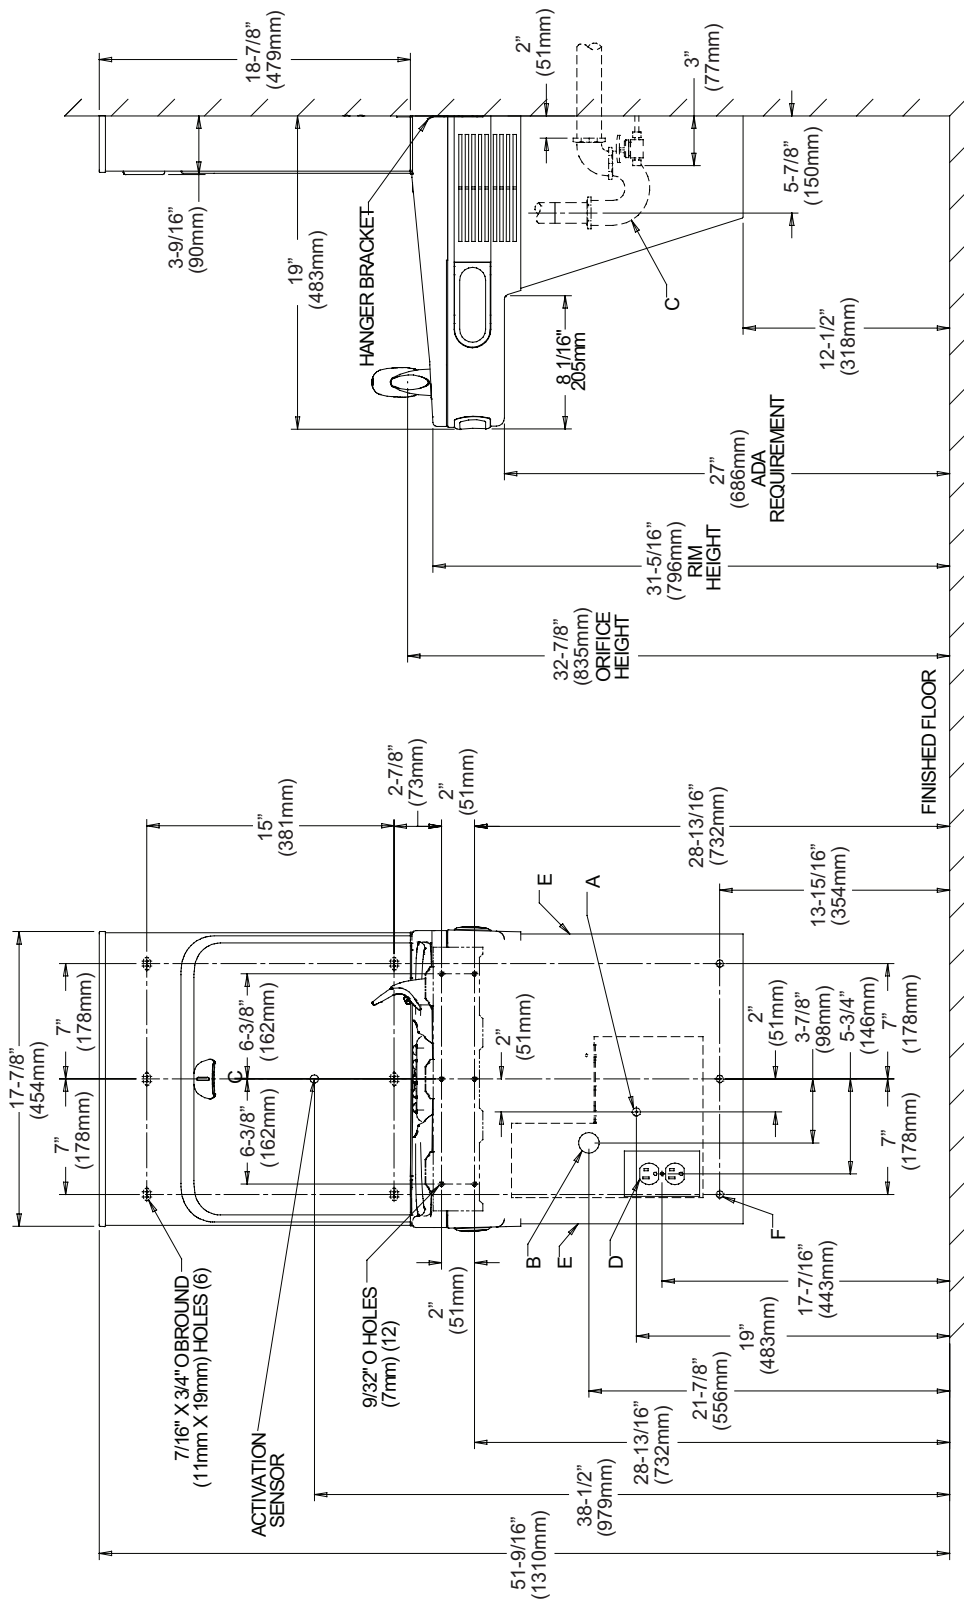 51-9/16”
(1310mm)
38-1/2”
(979mm)
28-13/16”
(732mm)
21-7/8”
(556mm)
19”
(483mm)
17-7/16”
(443mm)
ACTIVATION
SENSOR
7/16" X 3/4" OBROUND
(11mm X 19mm) HOLES (6)
9/32" O HOLES
(7mm) (12)
2”
(51mm)
B
E
D
F
17-7/8”
(454mm)
7”
(178mm)
7”
(178mm)
C
6-3/8”
(162mm)
6-3/8”
(162mm)
2”
(51mm)
2”
(51mm)
3-7/8”
(98mm)
5-3/4”
(146mm)
7”
(178mm)
7”
(178mm)
E
A
15”
(381mm)
2-7/8”
(73mm)
2”
(51mm)
28-13/16”
(732mm)
13-15/16”
(354mm)
FINISHED FLOOR
32-7/8”
(835mm)
ORIFICE
HEIGHT
31-5/16”
(796mm)
RIM
HEIGHT
27”
(686mm)
ADA
REQUIREMENT
HANGER BRACKET
19”
(483mm)
3-9/16”
(90mm)
18-7/8”
(479mm)
8 1/16"
205mm
C
12-1/2”
(318mm)
2”
(51mm)
3”
(77mm)
5-7/8”
(150mm)